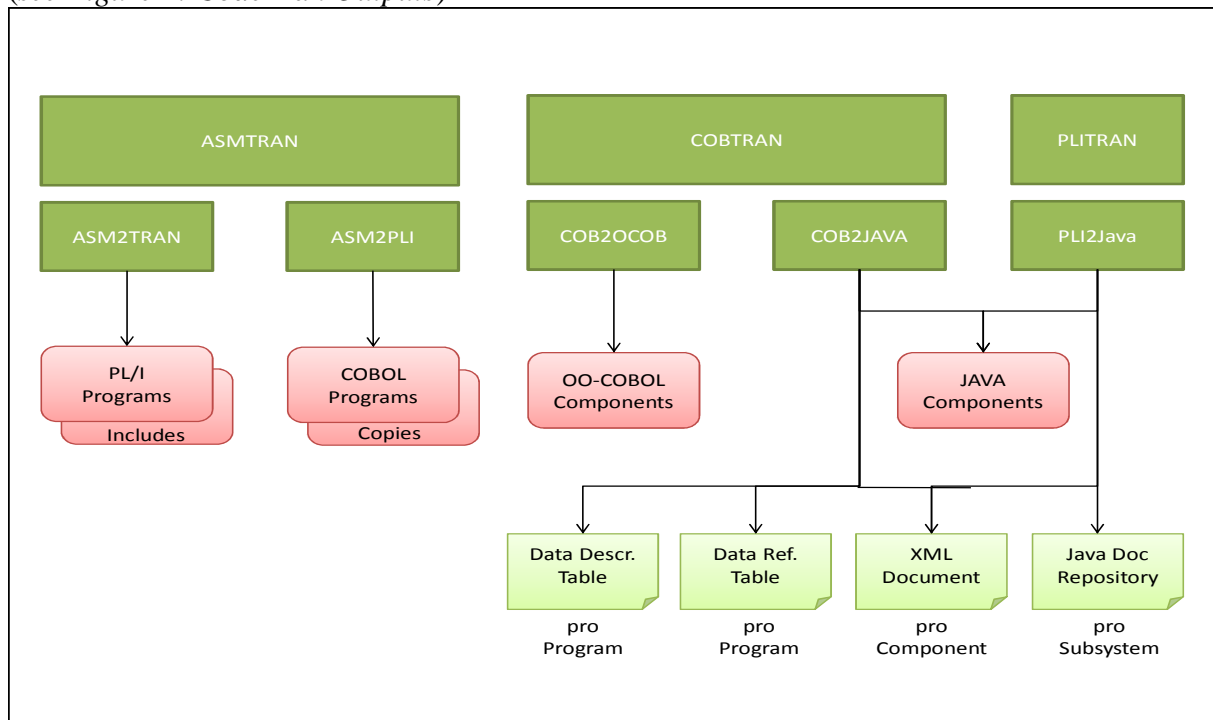 ASMTRAN
COBTRAN
PLITRAN
ASM2TRAN
ASM2PLI
COB2OCOB
COB2JAVA
PLI2Java
PL/I
Programs
Includes
COBOL
Programs
Copies
OO-COBOL
Components
JAVA
Components
Data Descr.
Table
Data Ref.
Table
XML
Document
Java Doc
Repository
pro
Program
pro
Program
pro
Component
pro
Subsystem